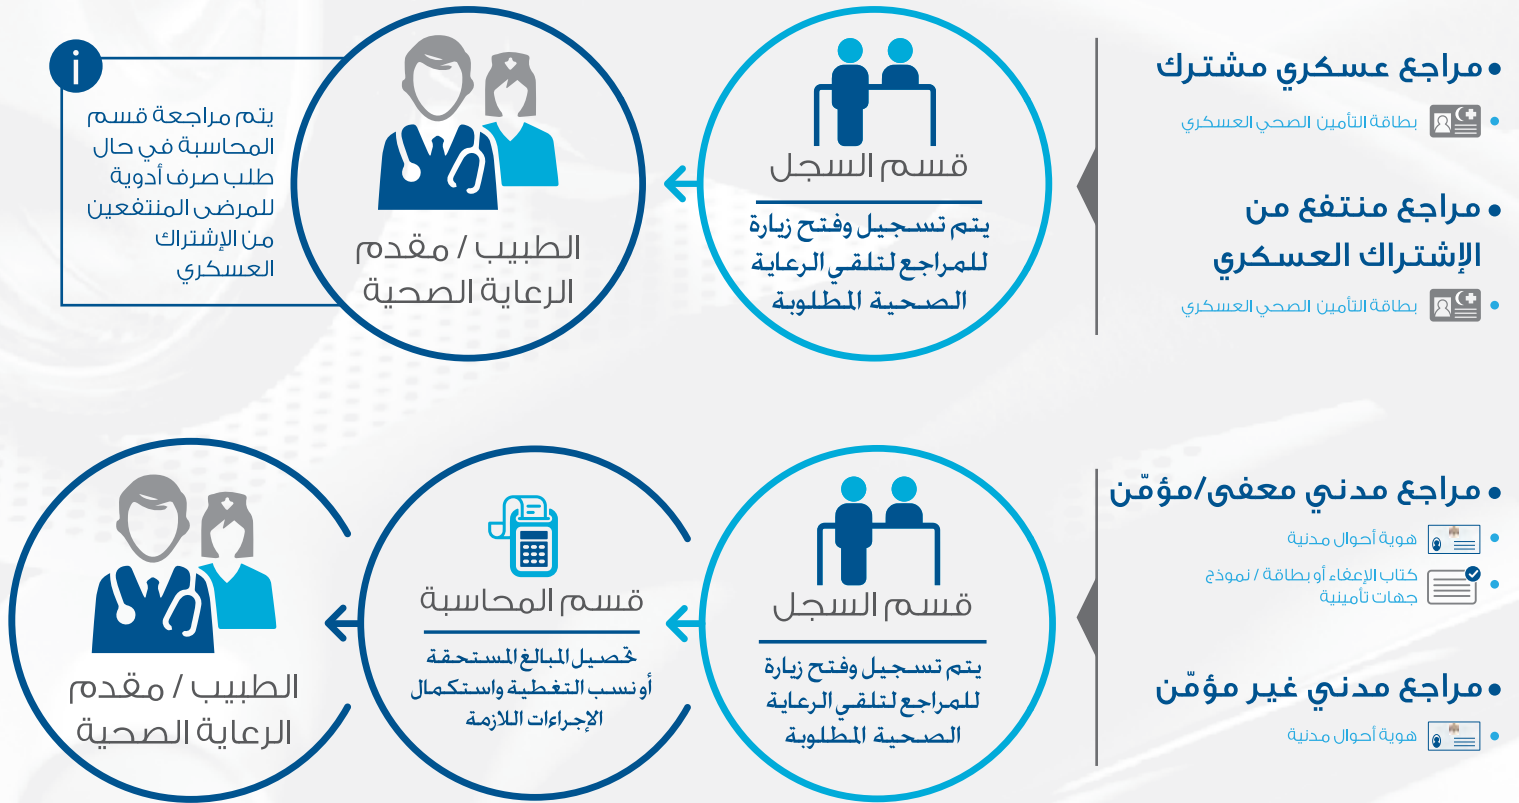 • مراجع عسكري مشترك
• بطاقة التأمين الصحي العسكري
• مراجع منتفع من
الإشتراك العسكري
• بطاقة التأمين الصحي العسكري
قسم السجل
يتم تسجيل وفتح زيارة
للمراجع لتلقي الرعاية
الصحية المطلوبة
الطبيب / مقدم
الرعاية الصحية
i
يتم مراجعة قسم
المحاسبة في حال
طلب صرف أدوية
للمرضى المنتفعين
من الإشتراك
العسكري
• مراجع مدني معفى/مؤمّن
• هوية أحوال مدنية
• كتاب الإعفاء أو بطاقة / نموذج
جهات تأمينية
• مراجع مدني غير مؤمّن
• هوية أحوال مدنية
قسم السجل
يتم تسجيل وفتح زيارة
للمراجع لتلقي الرعاية
الصحية المطلوبة
قسم المحاسبة
تحصيل المبالغ المستحقة
أو نسب التغطية واستكمال
الإجراءات اللازمة
الطبيب / مقدم
الرعاية الصحية